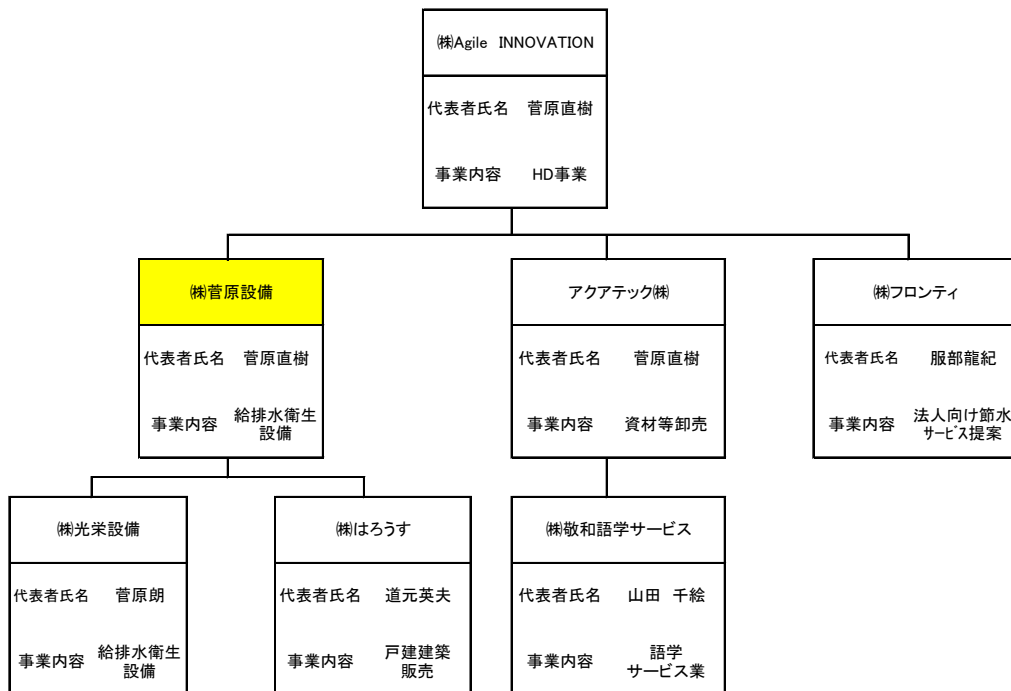 ㈱Agile INNOVATION
代表者氏名 菅原直樹
事業内容 HD事業
㈱菅原設備
代表者氏名 菅原直樹
事業内容 給排水衛生
設備
アクアテック㈱
代表者氏名 菅原直樹
事業内容 資材等卸売
㈱フロンティ
代表者氏名 服部龍紀
事業内容 法人向け節水
ｻｰﾋﾞｽ提案
㈱光栄設備
代表者氏名 菅原朗
事業内容 給排水衛生
設備
㈱はろうす
代表者氏名 道元英夫
事業内容 戸建建築
販売
㈱敬和語学サービス
代表者氏名 山田 千絵
事業内容 語学
サービス業